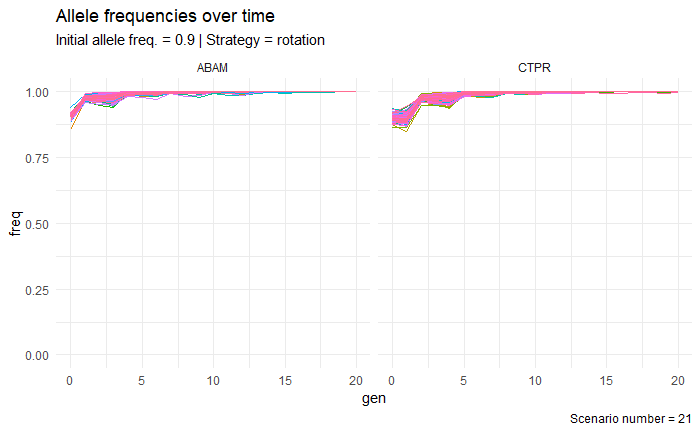 Allele frequencies over time
Initial allele freq. = 0.9 | Strategy = rotation
ABAM CTPR
1.00
0.75
0.50
0.25
0.00
freq
0 5 10 15 20 0 5 10 15 20
gen
Scenario number = 21